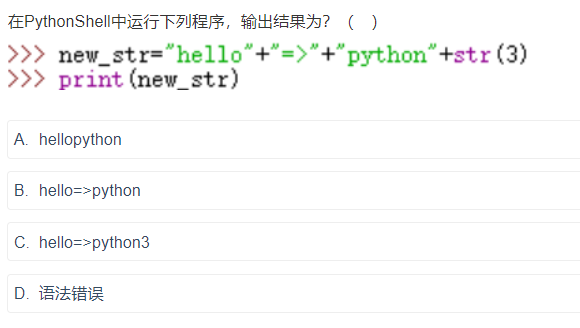 在PythonShell中运行下列程序，输出结果为？（ ）
>>> new_str="hello"+"=>"+"python"+str(3)
>>> print(new_str)
A. hellopython
B. hello=>python
C. hello=>python3
D. 语法错误